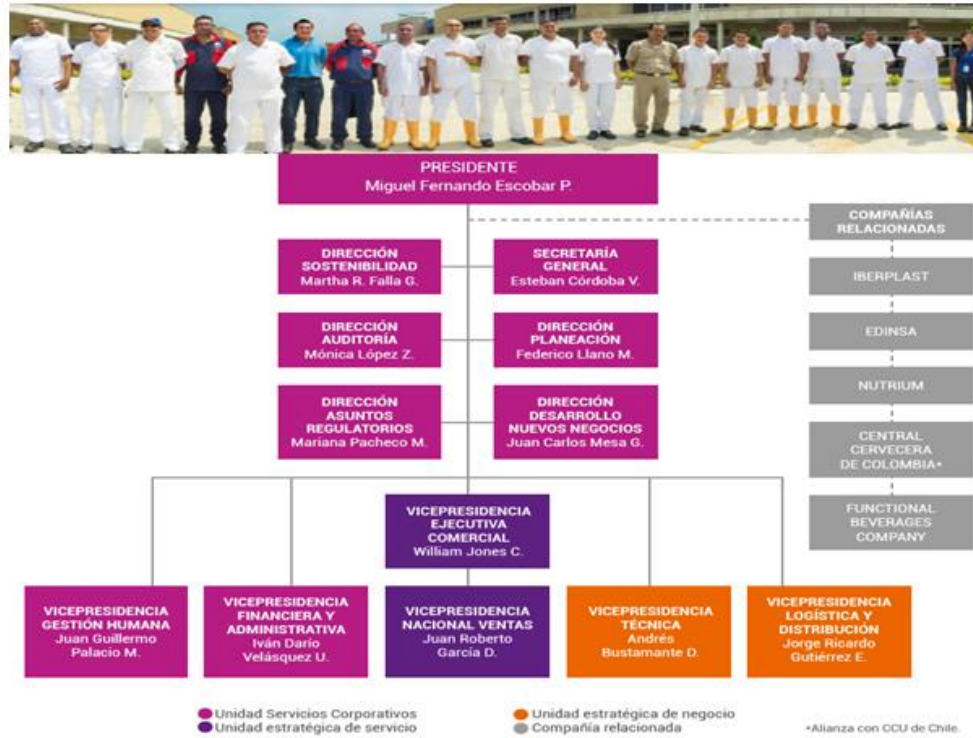 PRESIDENTE
Miguel Fernando Escobar P.
COMPAÑÍAS
RELACIONADAS
DIRECCIÓN
SOSTENIBILIDAD
Martha R. Falla G.
SECRETARÍA
GENERAL
Esteban Córdoba V.
IBERPLAST
DIRECCIÓN
AUDITORÍA
Mónica López Z.
DIRECCIÓN
PLANEACIÓN
Federico Llano M.
EDINSA
NUTRIUM
DIRECCIÓN
ASUNTOS
REGULATORIOS
Mariana Pacheco M.
DIRECCIÓN
DESARROLLO
NUEVOS NEGOCIOS
Juan Carlos Mesa G.
CENTRAL
CERVECERA
DE COLOMBIA*
FUNCTIONAL
BEVERAGES
COMPANY
VICEPRESIDENCIA
EJECUTIVA
COMERCIAL
William Jones C.
VICEPRESIDENCIA
GESTIÓN HUMANA
Juan Guillermo
Palacio M.
VICEPRESIDENCIA
FINANCIERA Y
ADMINISTRATIVA
Iván Darío
Velásquez U.
VICEPRESIDENCIA
NACIONAL VENTAS
Juan Roberto
García D.
VICEPRESIDENCIA
TÉCNICA
Andrés
Bustamante D.
VICEPRESIDENCIA
LOGÍSTICA Y
DISTRIBUCIÓN
Jorge Ricardo
Gutiérrez E.
Unidad Servicios Corporativos
Unidad estratégica de servicio
Unidad estratégica de negocio
Compañía relacionada
*Alianza con CCU de Chile.